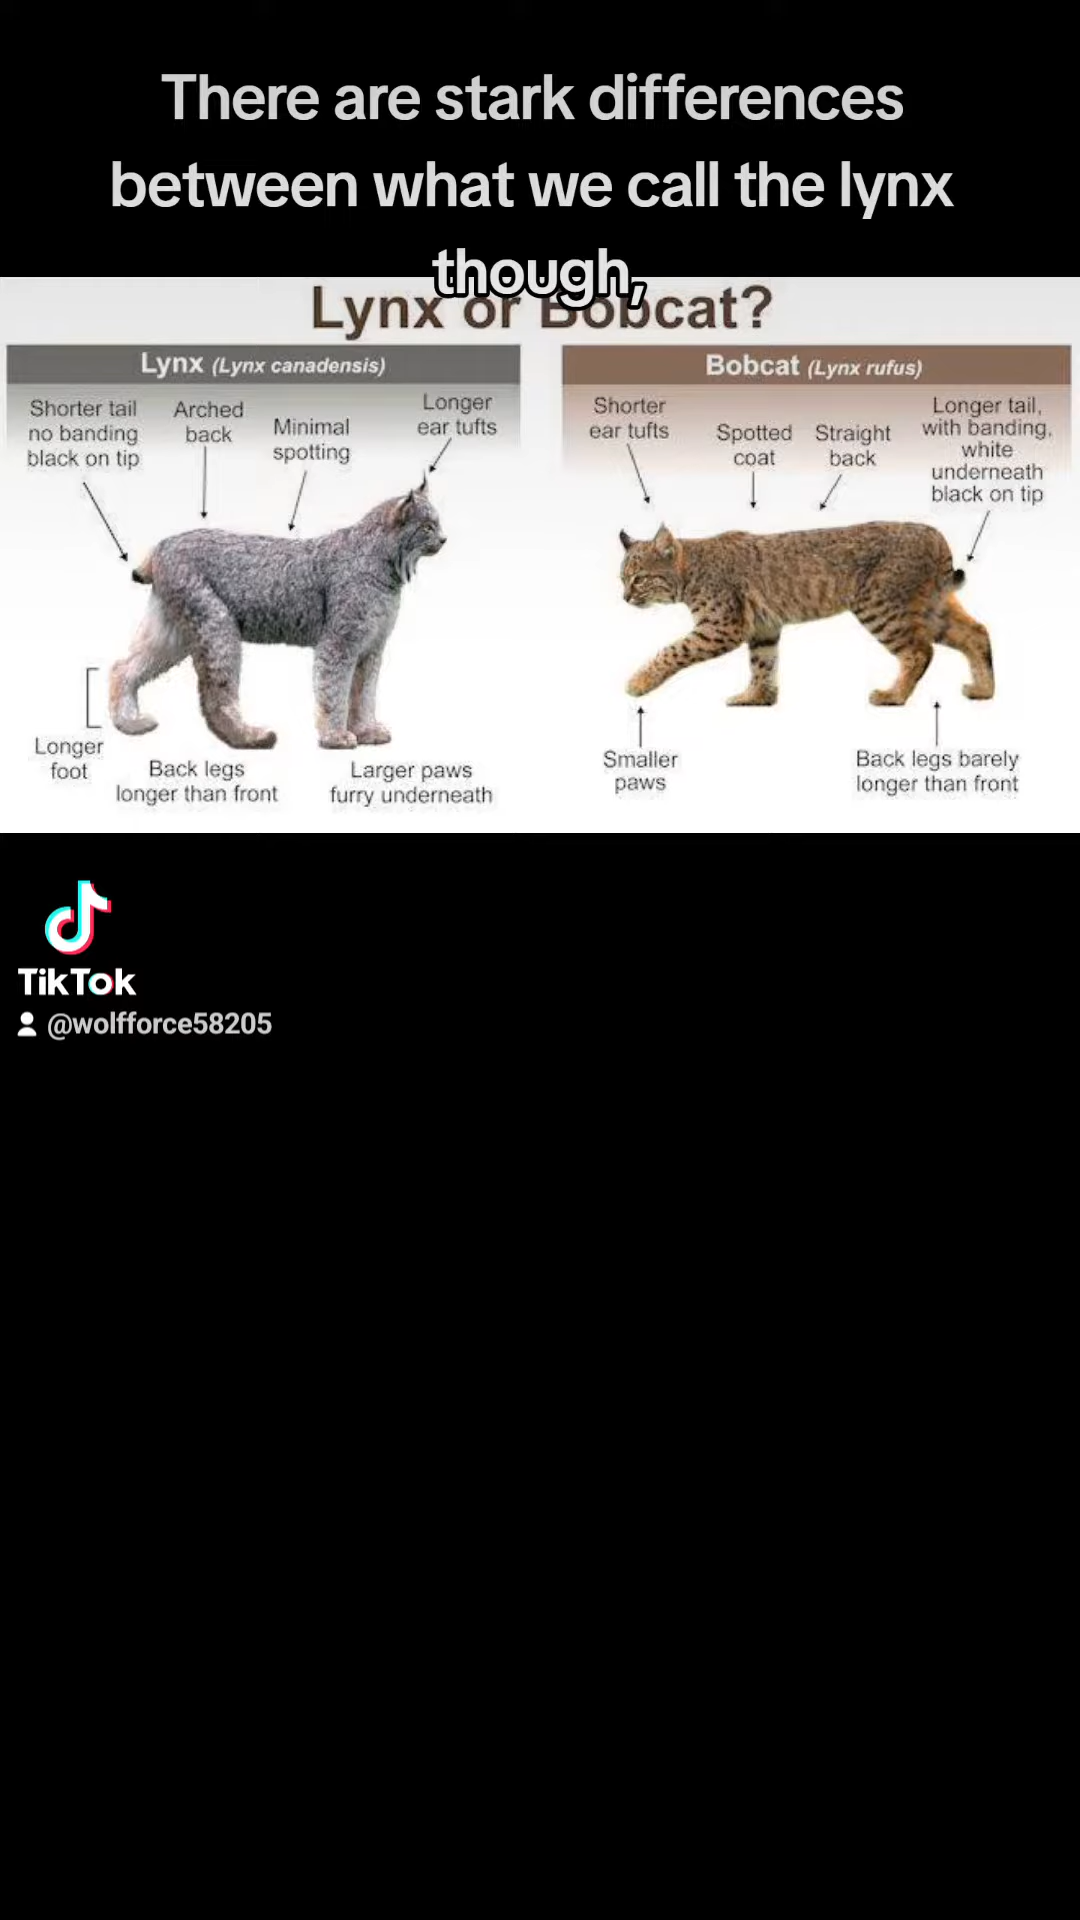 There are stark differences
between what we call the lynx
though,
Lynx or Bobcat?
Lynx (Lynx canadensis)
Shorter tail
no banding
black on tip
Arched
back
Minimal
spotting
Longer
ear tufts
Longer
foot
Back legs
longer than front
Larger paws
furry underneath
Bobcat (Lynx rufus)
Shorter
ear tufts
Spotted
coat
Straight
back
Longer tail,
with banding,
white
underneath
black on tip
Smaller
paws
Back legs barely
longer than front
TikTok
@wolfforce58205